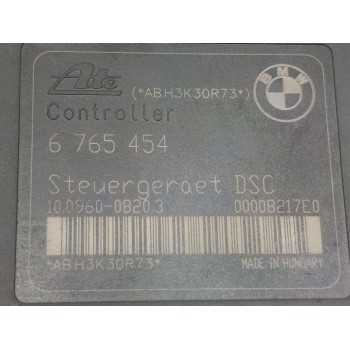 Ate (*ABH3K30R73*) BMW
Controller
6 765 454
Steuergeraet DSC
10.0960-0820.3 00008217E0
*ABH3K30R73* MADE IN HUNGARY